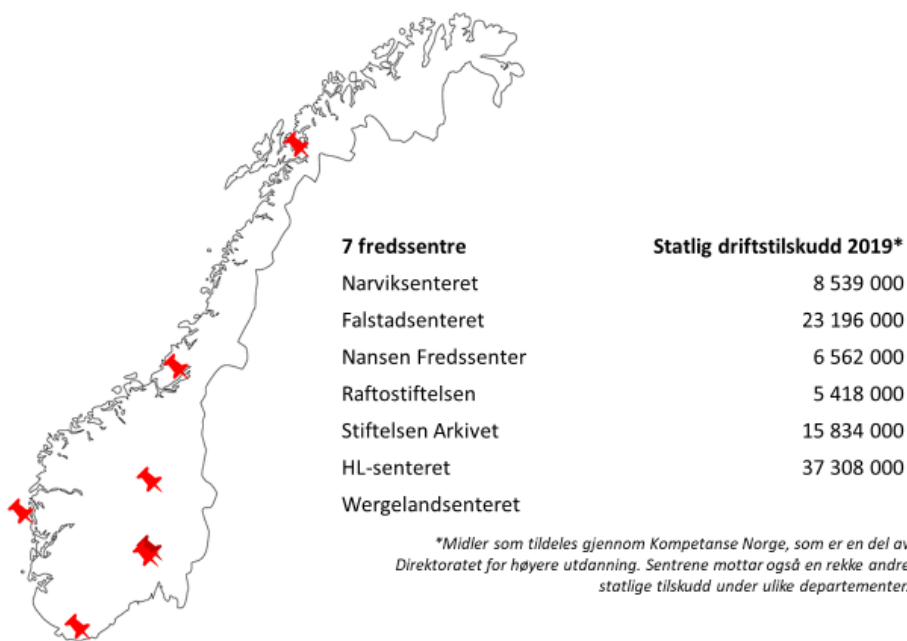 7 fredssentre Statlig driftstilskudd 2019*
Narviksenteret 8 539 000
Falstadsenteret 23 196 000
Nansen Fredssenter 6 562 000
Raftostiftelsen 5 418 000
Stiftelsen Arkivet 15 834 000
HL-senteret 37 308 000
Wergelandsenteret
*Midler som tildeles gjennom Kompetanse Norge, som er en del av
Direktoratet for høyere utdanning. Sentrene mottar også en rekke andre
statlige tilskudd under ulike departementer.